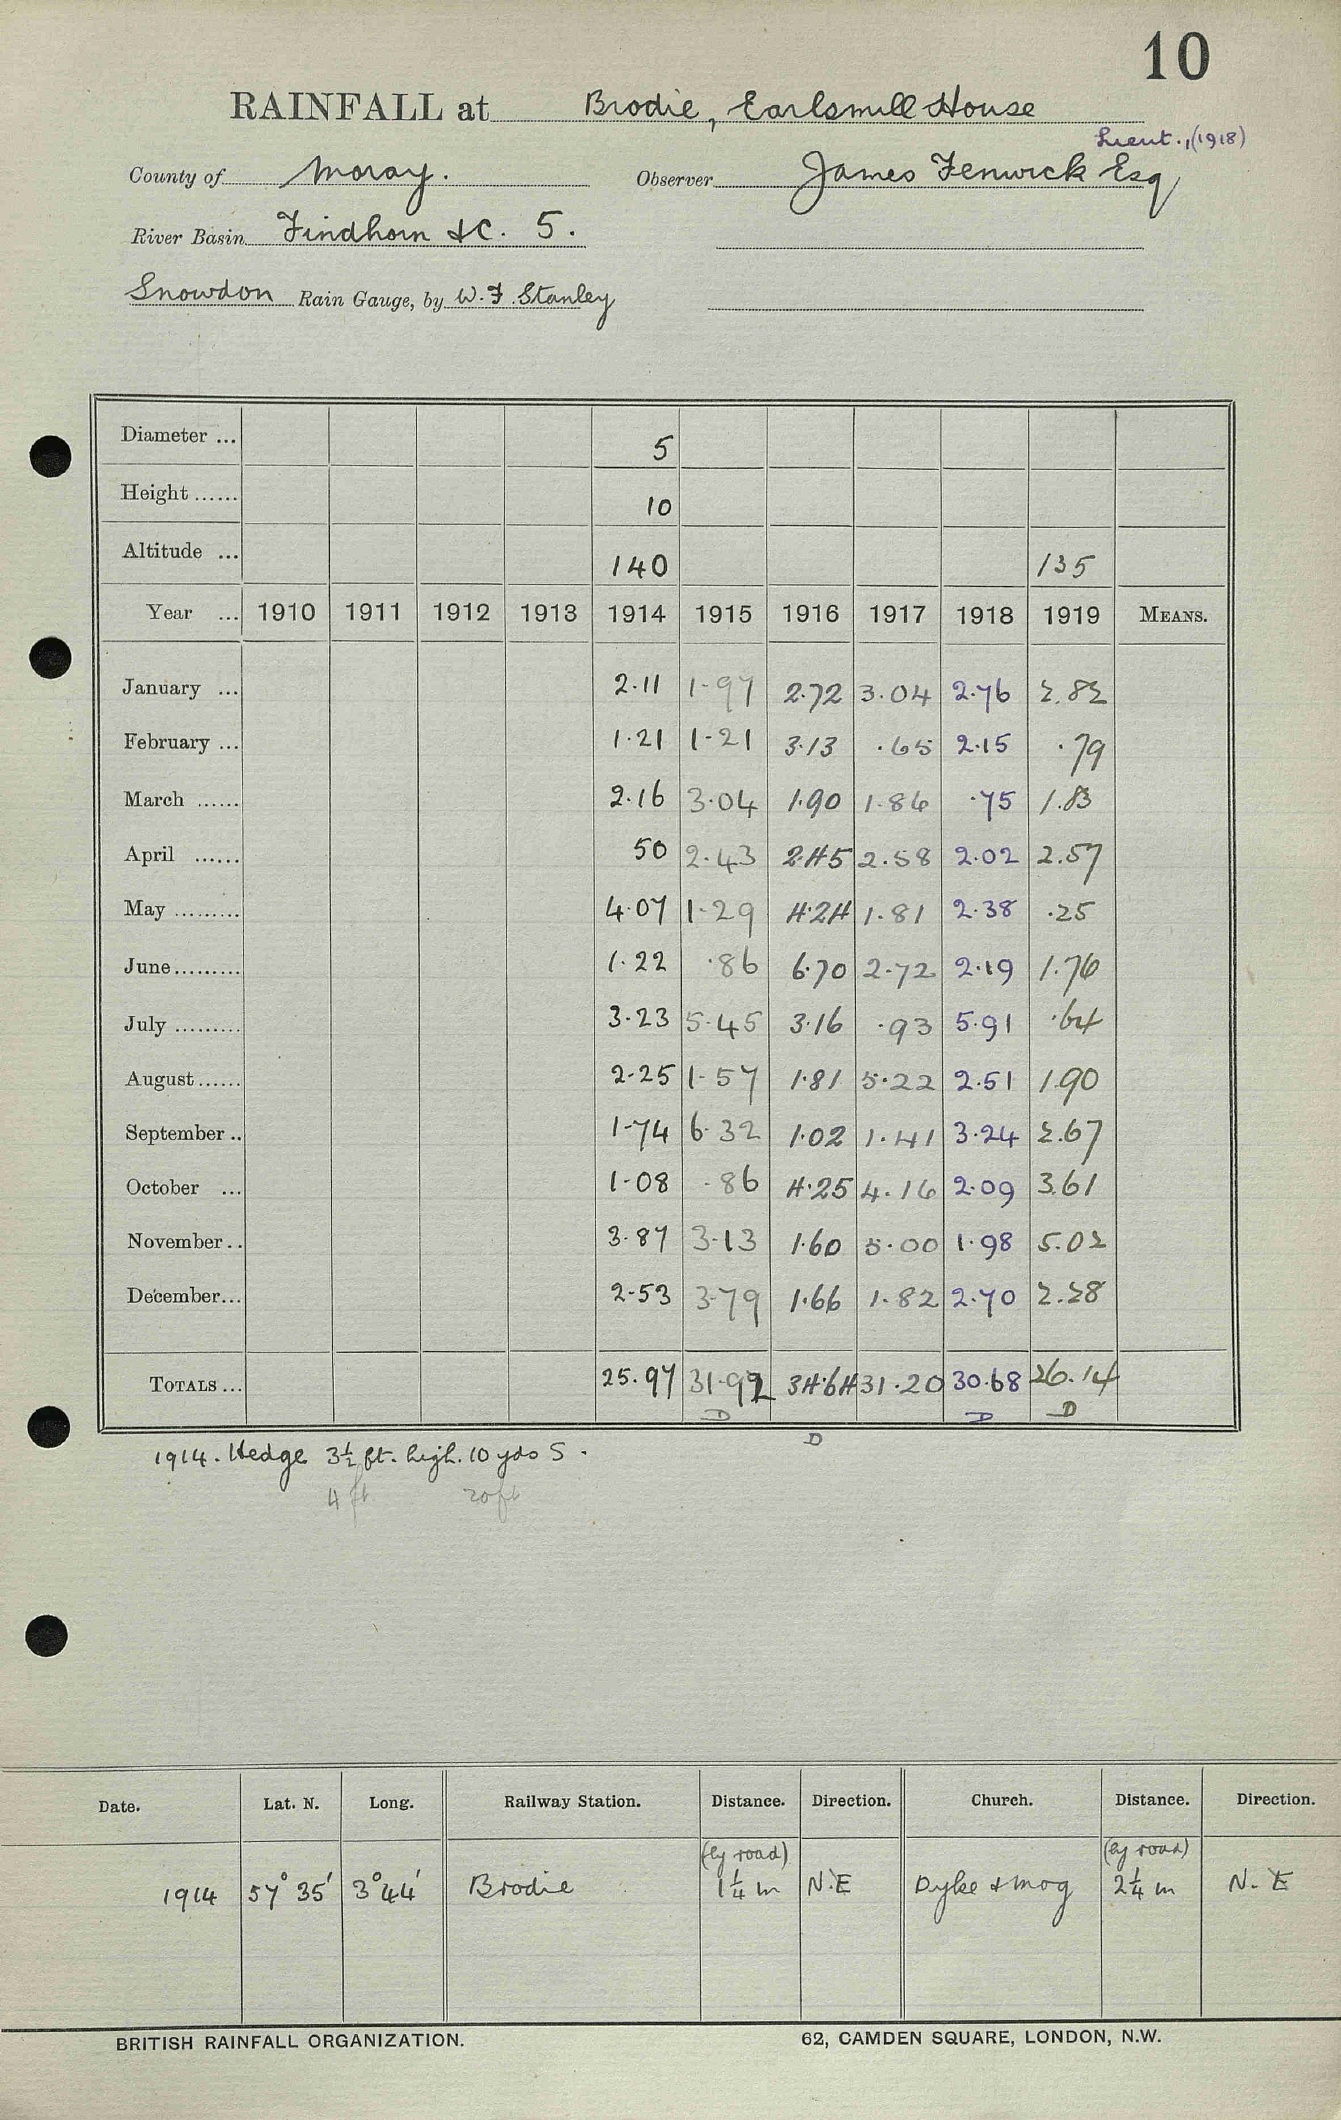 10
RAINFALL at Brodie, Earlsmill House
Lieut., (1918)
County of Moray. Observer James Fenwick Esq
River Basin Findhorn &c. 5.
Snowdon Rain Gauge, by W. F. Stanley
Diameter ... 5
Height ...... 10
Altitude ... 140 135
Year ... 1910 1911 1912 1913 1914 1915 1916 1917 1918 1919 MEANS.
January ... 2.11 1.97 2.72 3.04 2.76 2.82
February ... 1.21 1.21 3.13 .65 2.15 .79
March ...... 2.16 3.04 1.90 1.86 .75 1.83
April ...... 50 2.43 2.45 2.58 2.02 2.57
May ......... 4.07 1.29 4.24 1.81 2.38 .25
June ......... 1.22 .86 6.70 2.72 2.19 1.76
July ......... 3.23 5.45 3.16 .93 5.91 .64
August ...... 2.25 1.57 1.81 5.22 2.51 1.90
September .. 1.74 6.32 1.02 1.41 3.24 2.67
October ... 1.08 .86 4.25 4.16 2.09 3.61
November .. 3.87 3.13 1.60 5.00 1.98 5.02
December ... 2.53 3.79 1.66 1.82 2.70 2.28
TOTALS ... 25.97 31.92 34.64 31.20 30.68 26.14
D D D
D
1914. Hedge 3½ ft. high. 10 yds S.
4 ft 20 ft
Date. Lat. N. Long. Railway Station. Distance. Direction. Church. Distance. Direction.
(by road) (by road)
1914 57° 35' 3° 44' Brodie 1¼ m N.E Dyke & Moy 2¼ m N.E
BRITISH RAINFALL ORGANIZATION. 62, CAMDEN SQUARE, LONDON, N.W.